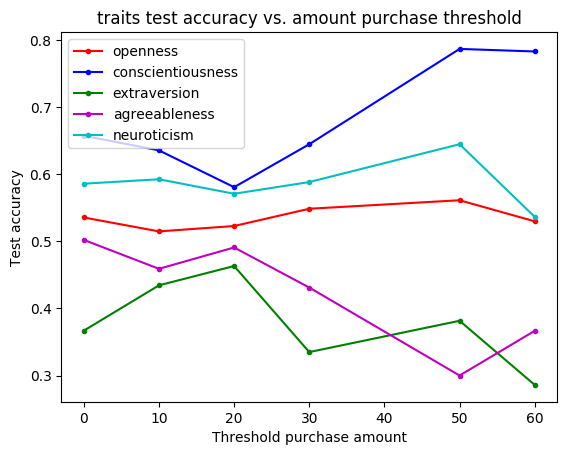 traits test accuracy vs. amount purchase threshold
0.8
openness
conscientiousness
extraversion
agreeableness
neuroticism
0.7
0.6
0.5
0.4
0.3
Test accuracy
0 10 20 30 40 50 60
Threshold purchase amount